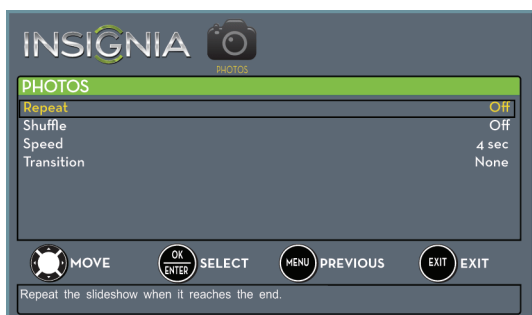 INSIGNIA
PHOTOS
PHOTOS
Repeat Off
Shuffle Off
Speed 4 sec
Transition None
MOVE OK ENTER SELECT MENU PREVIOUS EXIT EXIT
Repeat the slideshow when it reaches the end.